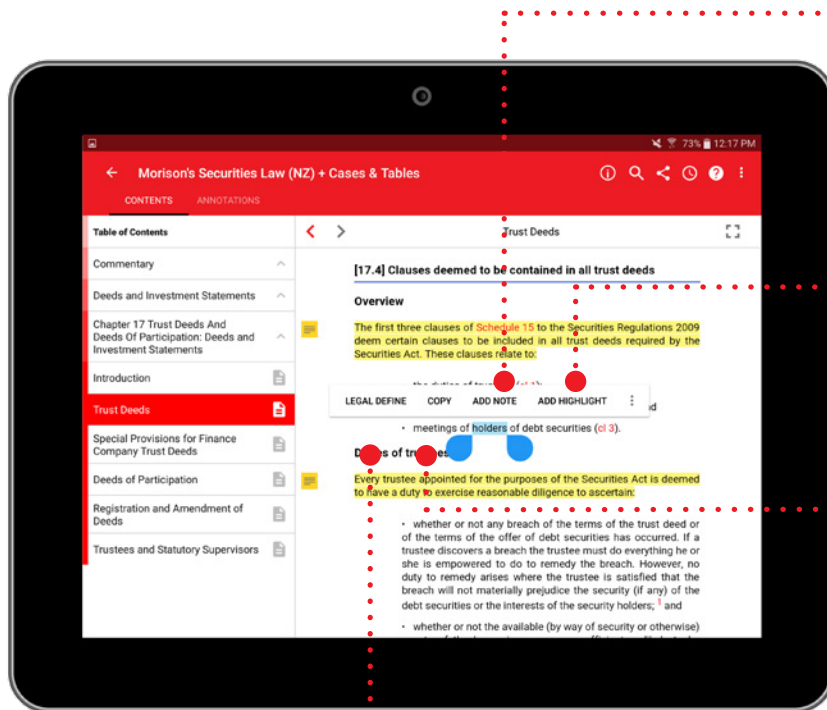 73% 12:17 PM
Morison's Securities Law (NZ) + Cases & Tables
CONTENTS ANNOTATIONS
Table of Contents
Trust Deeds
Commentary
Deeds and Investment Statements
Chapter 17 Trust Deeds And
Deeds Of Participation: Deeds and
Investment Statements
Introduction
Trust Deeds
Special Provisions for Finance
Company Trust Deeds
Deeds of Participation
Registration and Amendment of
Deeds
Trustees and Statutory Supervisors
[17.4] Clauses deemed to be contained in all trust deeds
Overview
The first three clauses of Schedule 15 to the Securities Regulations 2009
deem certain clauses to be included in all trust deeds required by the
Securities Act. These clauses relate to:
LEGAL DEFINE COPY ADD NOTE ADD HIGHLIGHT
• meetings of holders of debt securities (cl 3).
Duties of trustees
Every trustee appointed for the purposes of the Securities Act is deemed
to have a duty to exercise reasonable diligence to ascertain:
• whether or not any breach of the terms of the trust deed or
of the terms of the offer of debt securities has occurred. If a
trustee discovers a breach the trustee must do everything he or
she is empowered to do to remedy the breach. However, no
duty to remedy arises where the trustee is satisfied that the
breach will not materially prejudice the security (if any) of the
debt securities or the interests of the security holders; 1 and
• whether or not the available (by way of security or otherwise)